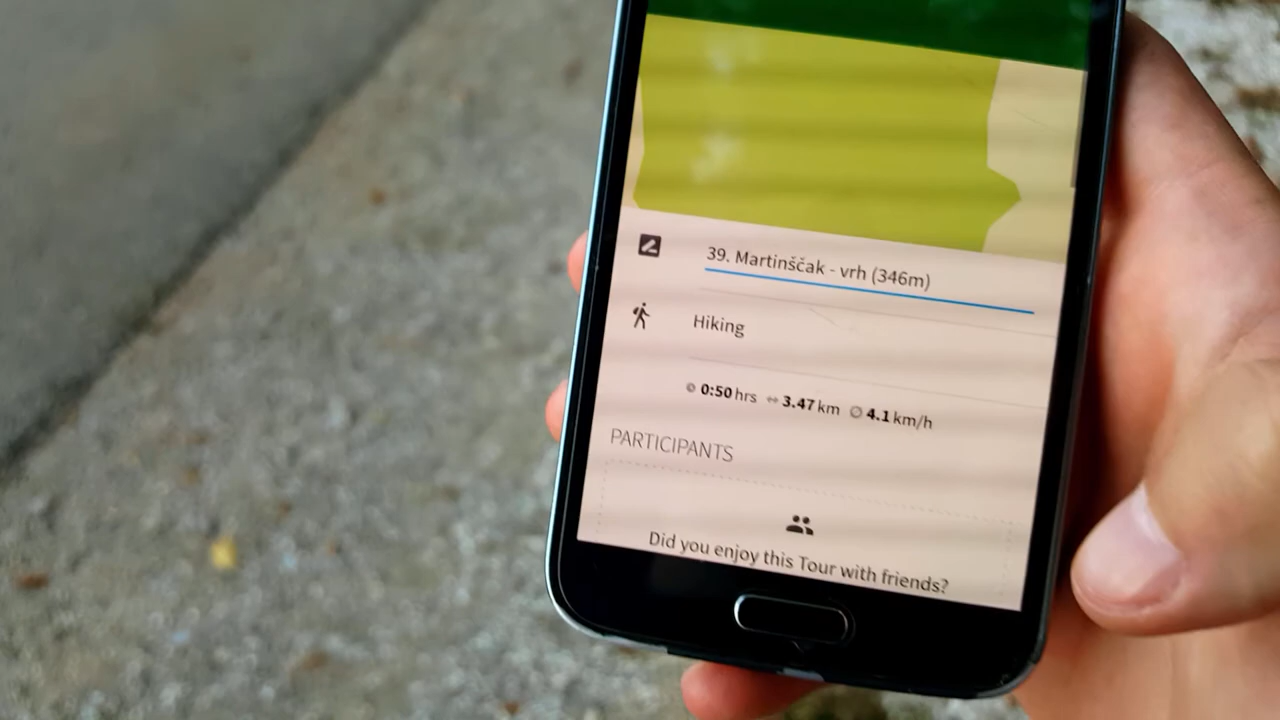 39. Martinščak - vrh (346m)
Hiking
0:50 hrs 3.47 km 4.1 km/h
PARTICIPANTS
Did you enjoy this Tour with friends?